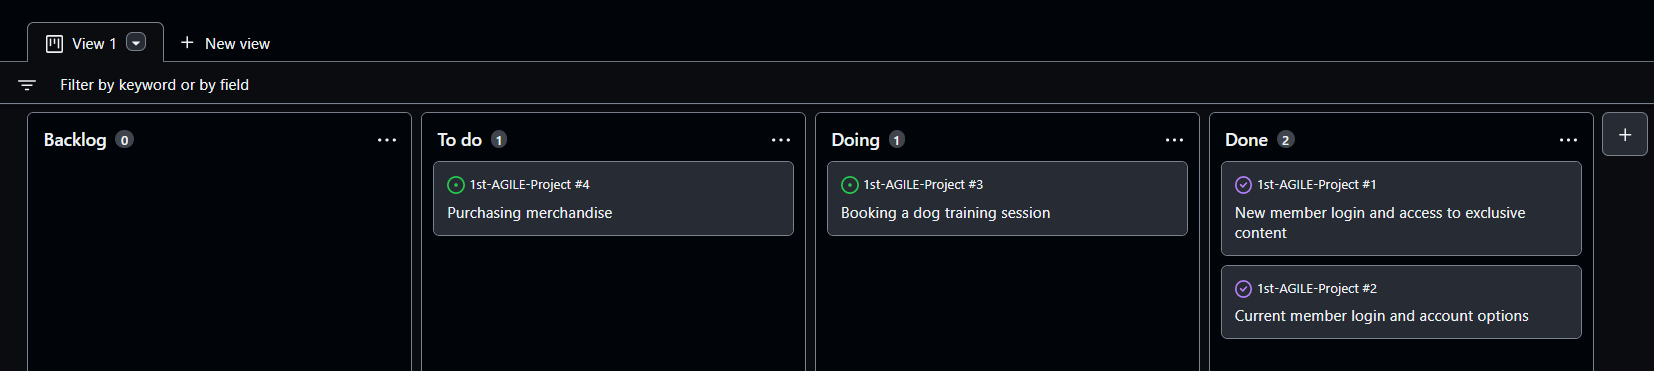 View 1
New view
Filter by keyword or by field
Backlog 0
To do 1
1st-AGILE-Project #4
Purchasing merchandise
Doing 1
1st-AGILE-Project #3
Booking a dog training session
Done 2
1st-AGILE-Project #1
New member login and access to exclusive
content
1st-AGILE-Project #2
Current member login and account options